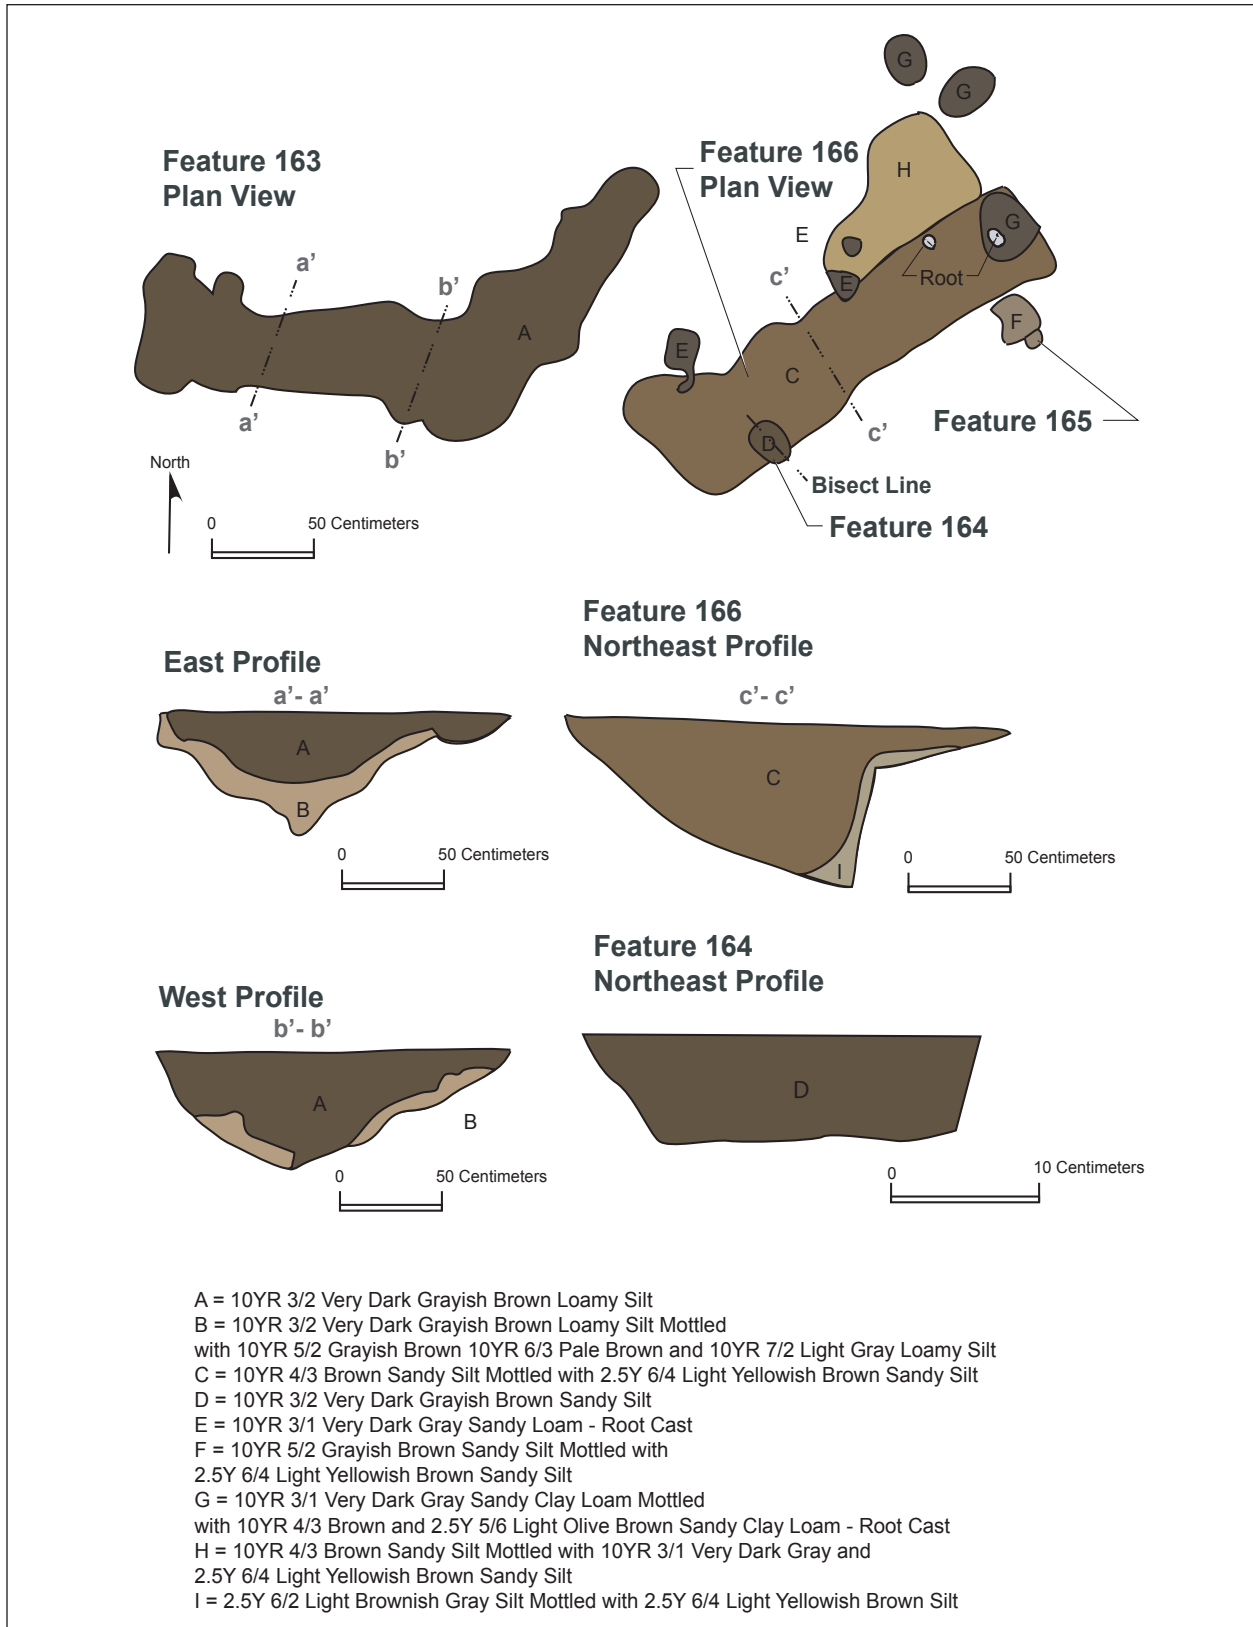 Feature 163
Plan View
a’
b’
A
a’
b’
North
0
50 Centimeters
G
G
Feature 166
Plan View
H
E
G
c’
E
Root
E
F
C
c’
Feature 165
D
Bisect Line
Feature 164
East Profile
a’- a’
A
B
0
50 Centimeters
Feature 166
Northeast Profile
c’- c’
C
I
0
50 Centimeters
West Profile
b’- b’
A
B
0
50 Centimeters
Feature 164
Northeast Profile
D
0
10 Centimeters
A = 10YR 3/2 Very Dark Grayish Brown Loamy Silt
B = 10YR 3/2 Very Dark Grayish Brown Loamy Silt Mottled
with 10YR 5/2 Grayish Brown 10YR 6/3 Pale Brown and 10YR 7/2 Light Gray Loamy Silt
C = 10YR 4/3 Brown Sandy Silt Mottled with 2.5Y 6/4 Light Yellowish Brown Sandy Silt
D = 10YR 3/2 Very Dark Grayish Brown Sandy Silt
E = 10YR 3/1 Very Dark Gray Sandy Loam - Root Cast
F = 10YR 5/2 Grayish Brown Sandy Silt Mottled with
2.5Y 6/4 Light Yellowish Brown Sandy Silt
G = 10YR 3/1 Very Dark Gray Sandy Clay Loam Mottled
with 10YR 4/3 Brown and 2.5Y 5/6 Light Olive Brown Sandy Clay Loam - Root Cast
H = 10YR 4/3 Brown Sandy Silt Mottled with 10YR 3/1 Very Dark Gray and
2.5Y 6/4 Light Yellowish Brown Sandy Silt
I = 2.5Y 6/2 Light Brownish Gray Silt Mottled with 2.5Y 6/4 Light Yellowish Brown Silt